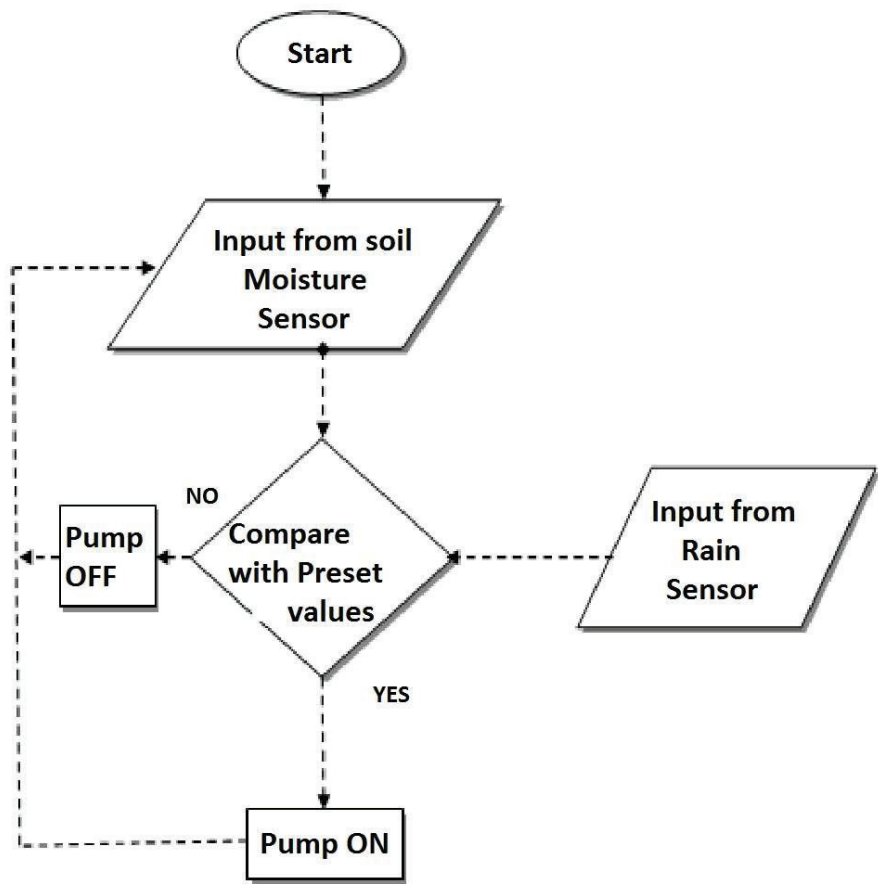 Start
Input from soil
Moisture
Sensor
NO
Pump
OFF
Compare
with Preset
values
Input from
Rain
Sensor
YES
Pump ON